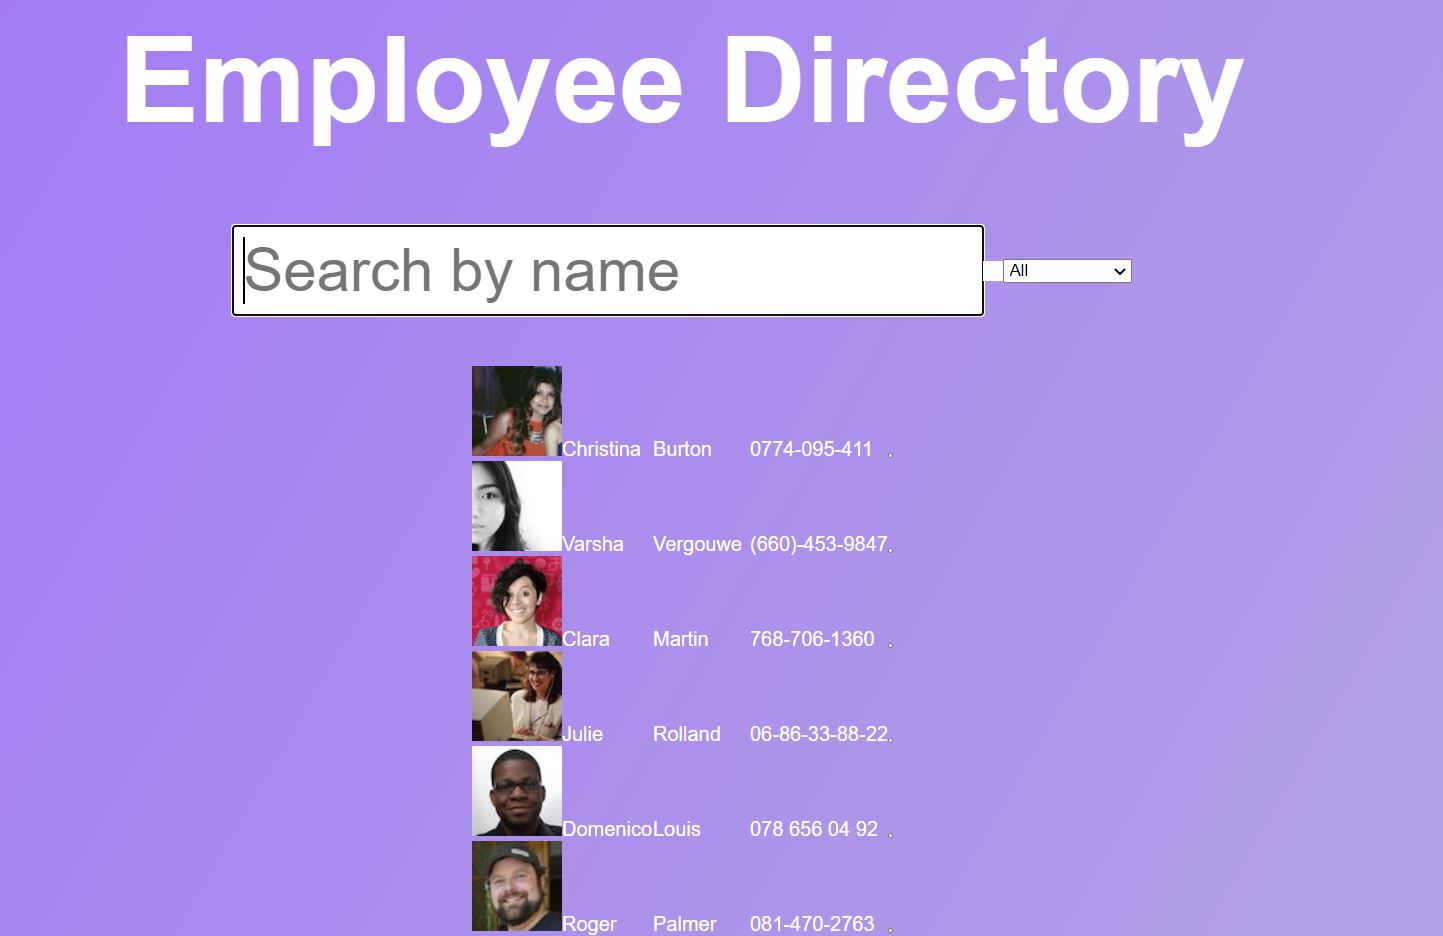 Employee Directory
Search by name
All
Christina Burton 0774-095-411
Varsha Vergouwe (660)-453-9847
Clara Martin 768-706-1360
Julie Rolland 06-86-33-88-22
Domenico Louis 078 656 04 92
Roger Palmer 081-470-2763